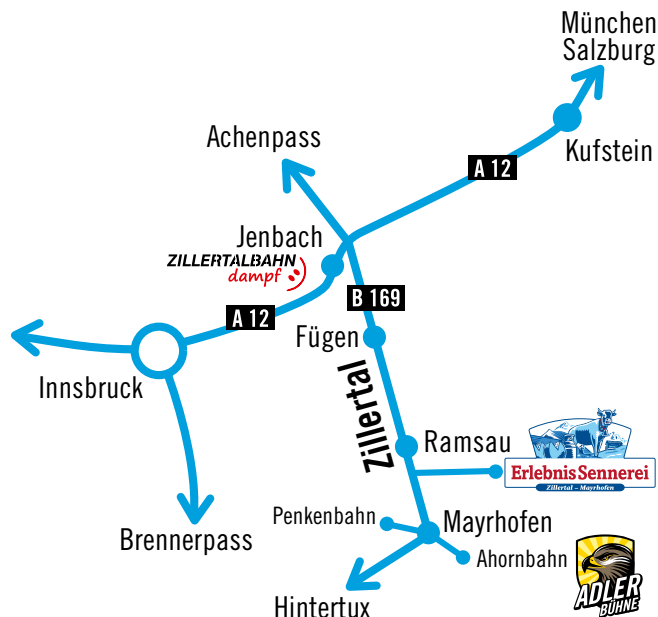 München
Salzburg
Achenpass
Kufstein
A 12
Jenbach
ZILLERTALBAHN
dampf
B 169
A 12
Fügen
Innsbruck
Zillertal
Ramsau
ErlebnisSennerei
Zillertal – Mayrhofen
Penkenbahn
Mayrhofen
Brennerpass
Ahornbahn
Hintertux
ADLER
BÜHNE